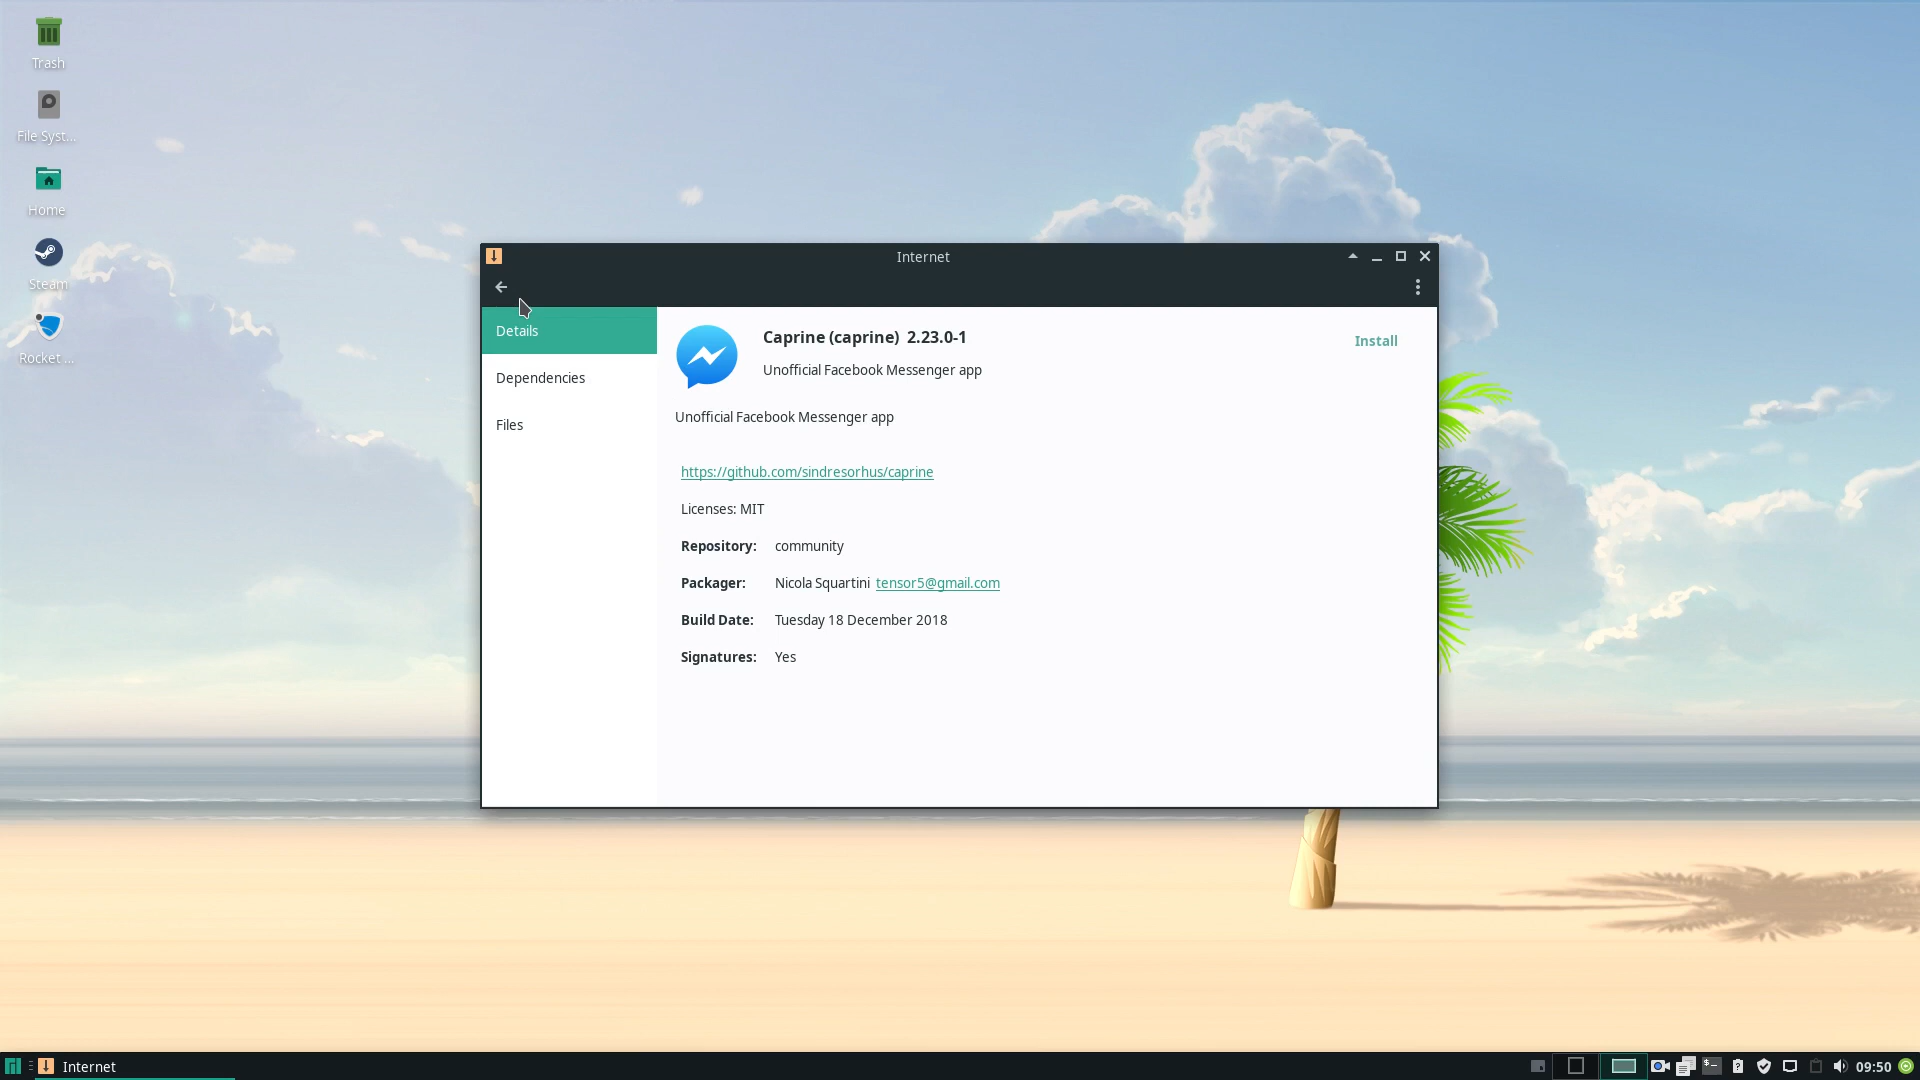 Trash
File Syst...
Home
Steam
Rocket ...
Internet
Details
Dependencies
Files
Caprine (caprine) 2.23.0-1
Install
Unofficial Facebook Messenger app
Unofficial Facebook Messenger app
https://github.com/sindresorhus/caprine
Licenses: MIT
Repository: community
Packager: Nicola Squartini tensor5@gmail.com
Build Date: Tuesday 18 December 2018
Signatures: Yes
Internet
09:50